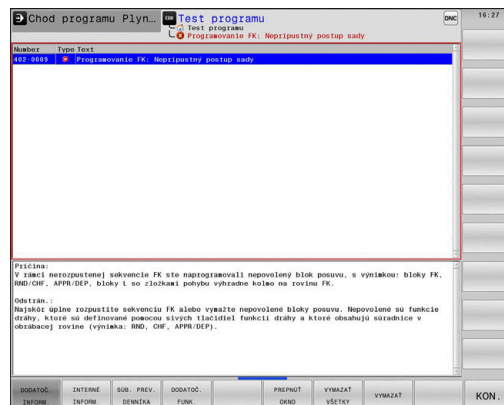 Chod programu Plyn...
Test programu
DNC
16:27
Test programu
Programovanie FK: Nepripustný postup sady
Number Type Text
402-0009 Programovanie FK: Nepripustný postup sady
Príčina:
V rámci nerozpustenej sekvencie FK ste naprogramovali nepovolený blok posuvu, s výnimkou: bloky FK,
RND/CHF, APPR/DEP, bloky L so zložkami pohybu výhradne kolmo na rovinu FK.
Odstrán.:
Najskôr úplne rozpustite sekvenciu FK alebo vymažte nepovolené bloky posuvu. Nepovolené sú funkcie
dráhy, ktoré sú definované pomocou sivých tlačidiel funkcií dráhy a ktoré obsahujú súradnice v
obrábacej rovine (výnimka: RND, CHF, APPR/DEP).
DODATOČ. INTERNÉ SÚB. PREV. DODATOČ. PREPNÚŤ VYMAZAŤ VYMAZAŤ KON.
INFORM. INFORM. DENNÍKA FUNK. OKNO VŠETKY